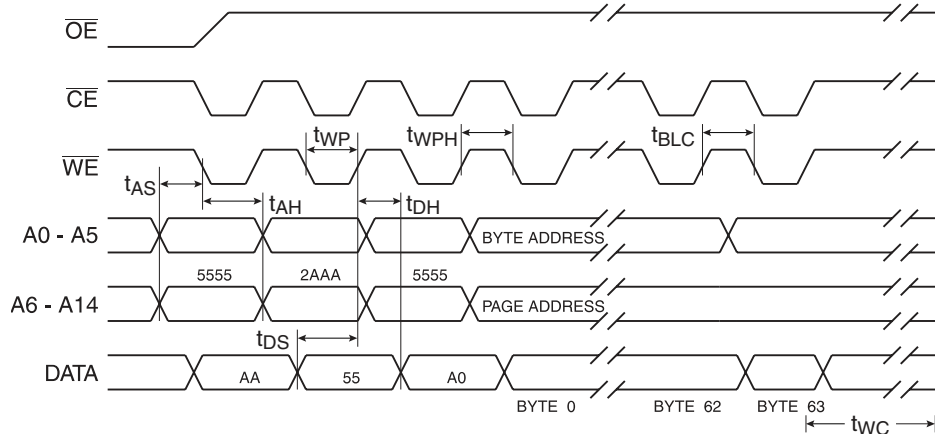 OE
CE
tWP tWPH tBLC
WE
tAS
tAH tDH
A0 - A5 BYTE ADDRESS
5555 2AAA 5555
A6 - A14 PAGE ADDRESS
tDS
DATA AA 55 A0
BYTE 0 BYTE 62 BYTE 63
tWC